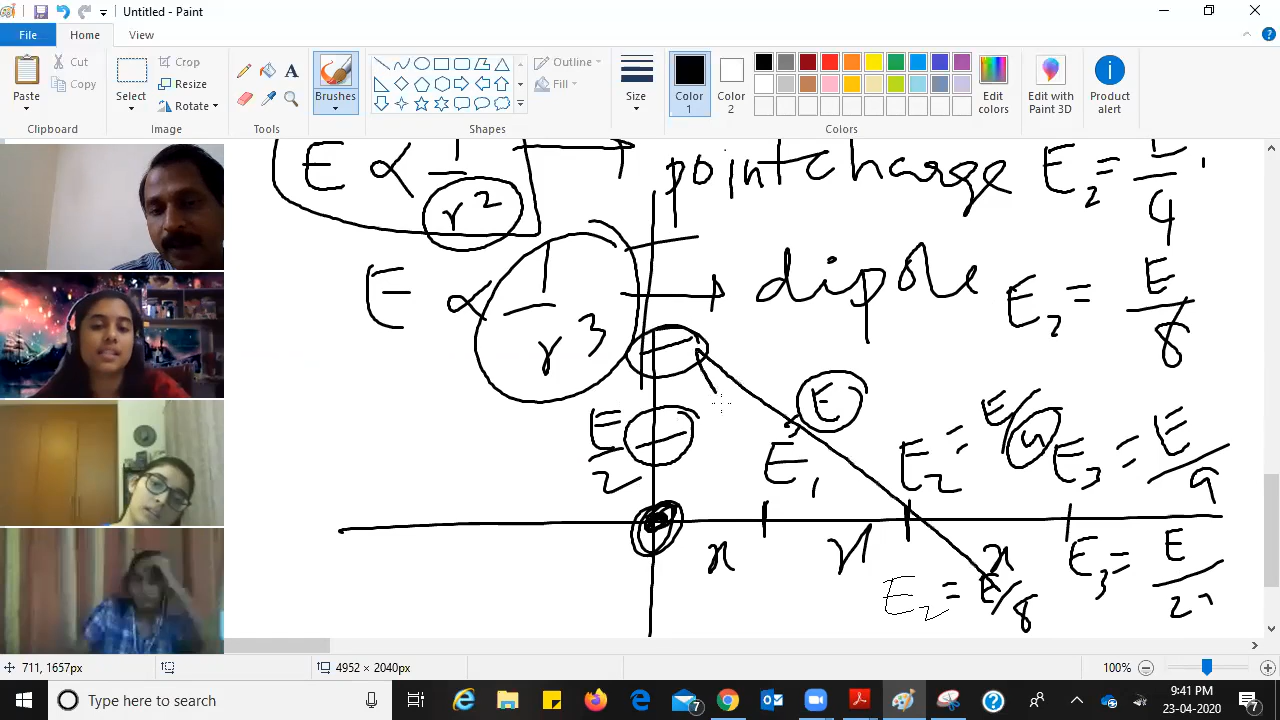 Untitled - Paint
File
Home
View
Paste
Cut
Copy
Clipboard
Select
Crop
Resize
Rotate
Image
A
Tools
Brushes
Outline
Fill
Shapes
Size
Color
1
Color
2
Edit
colors
Colors
Edit with
Paint 3D
Product
alert
E ∝ 1/r² → point charge E₂ = E/4
E ∝ 1/r³ → dipole E₂ = E/8
E
E/2
E₁
E₂ = E/4
E₃ = E/9
x
x
x
E₂ = E/8
E₃ = E/27
711, 1657px
4952 × 2040px
100%
Type here to search
7
9:41 PM
23-04-2020
7